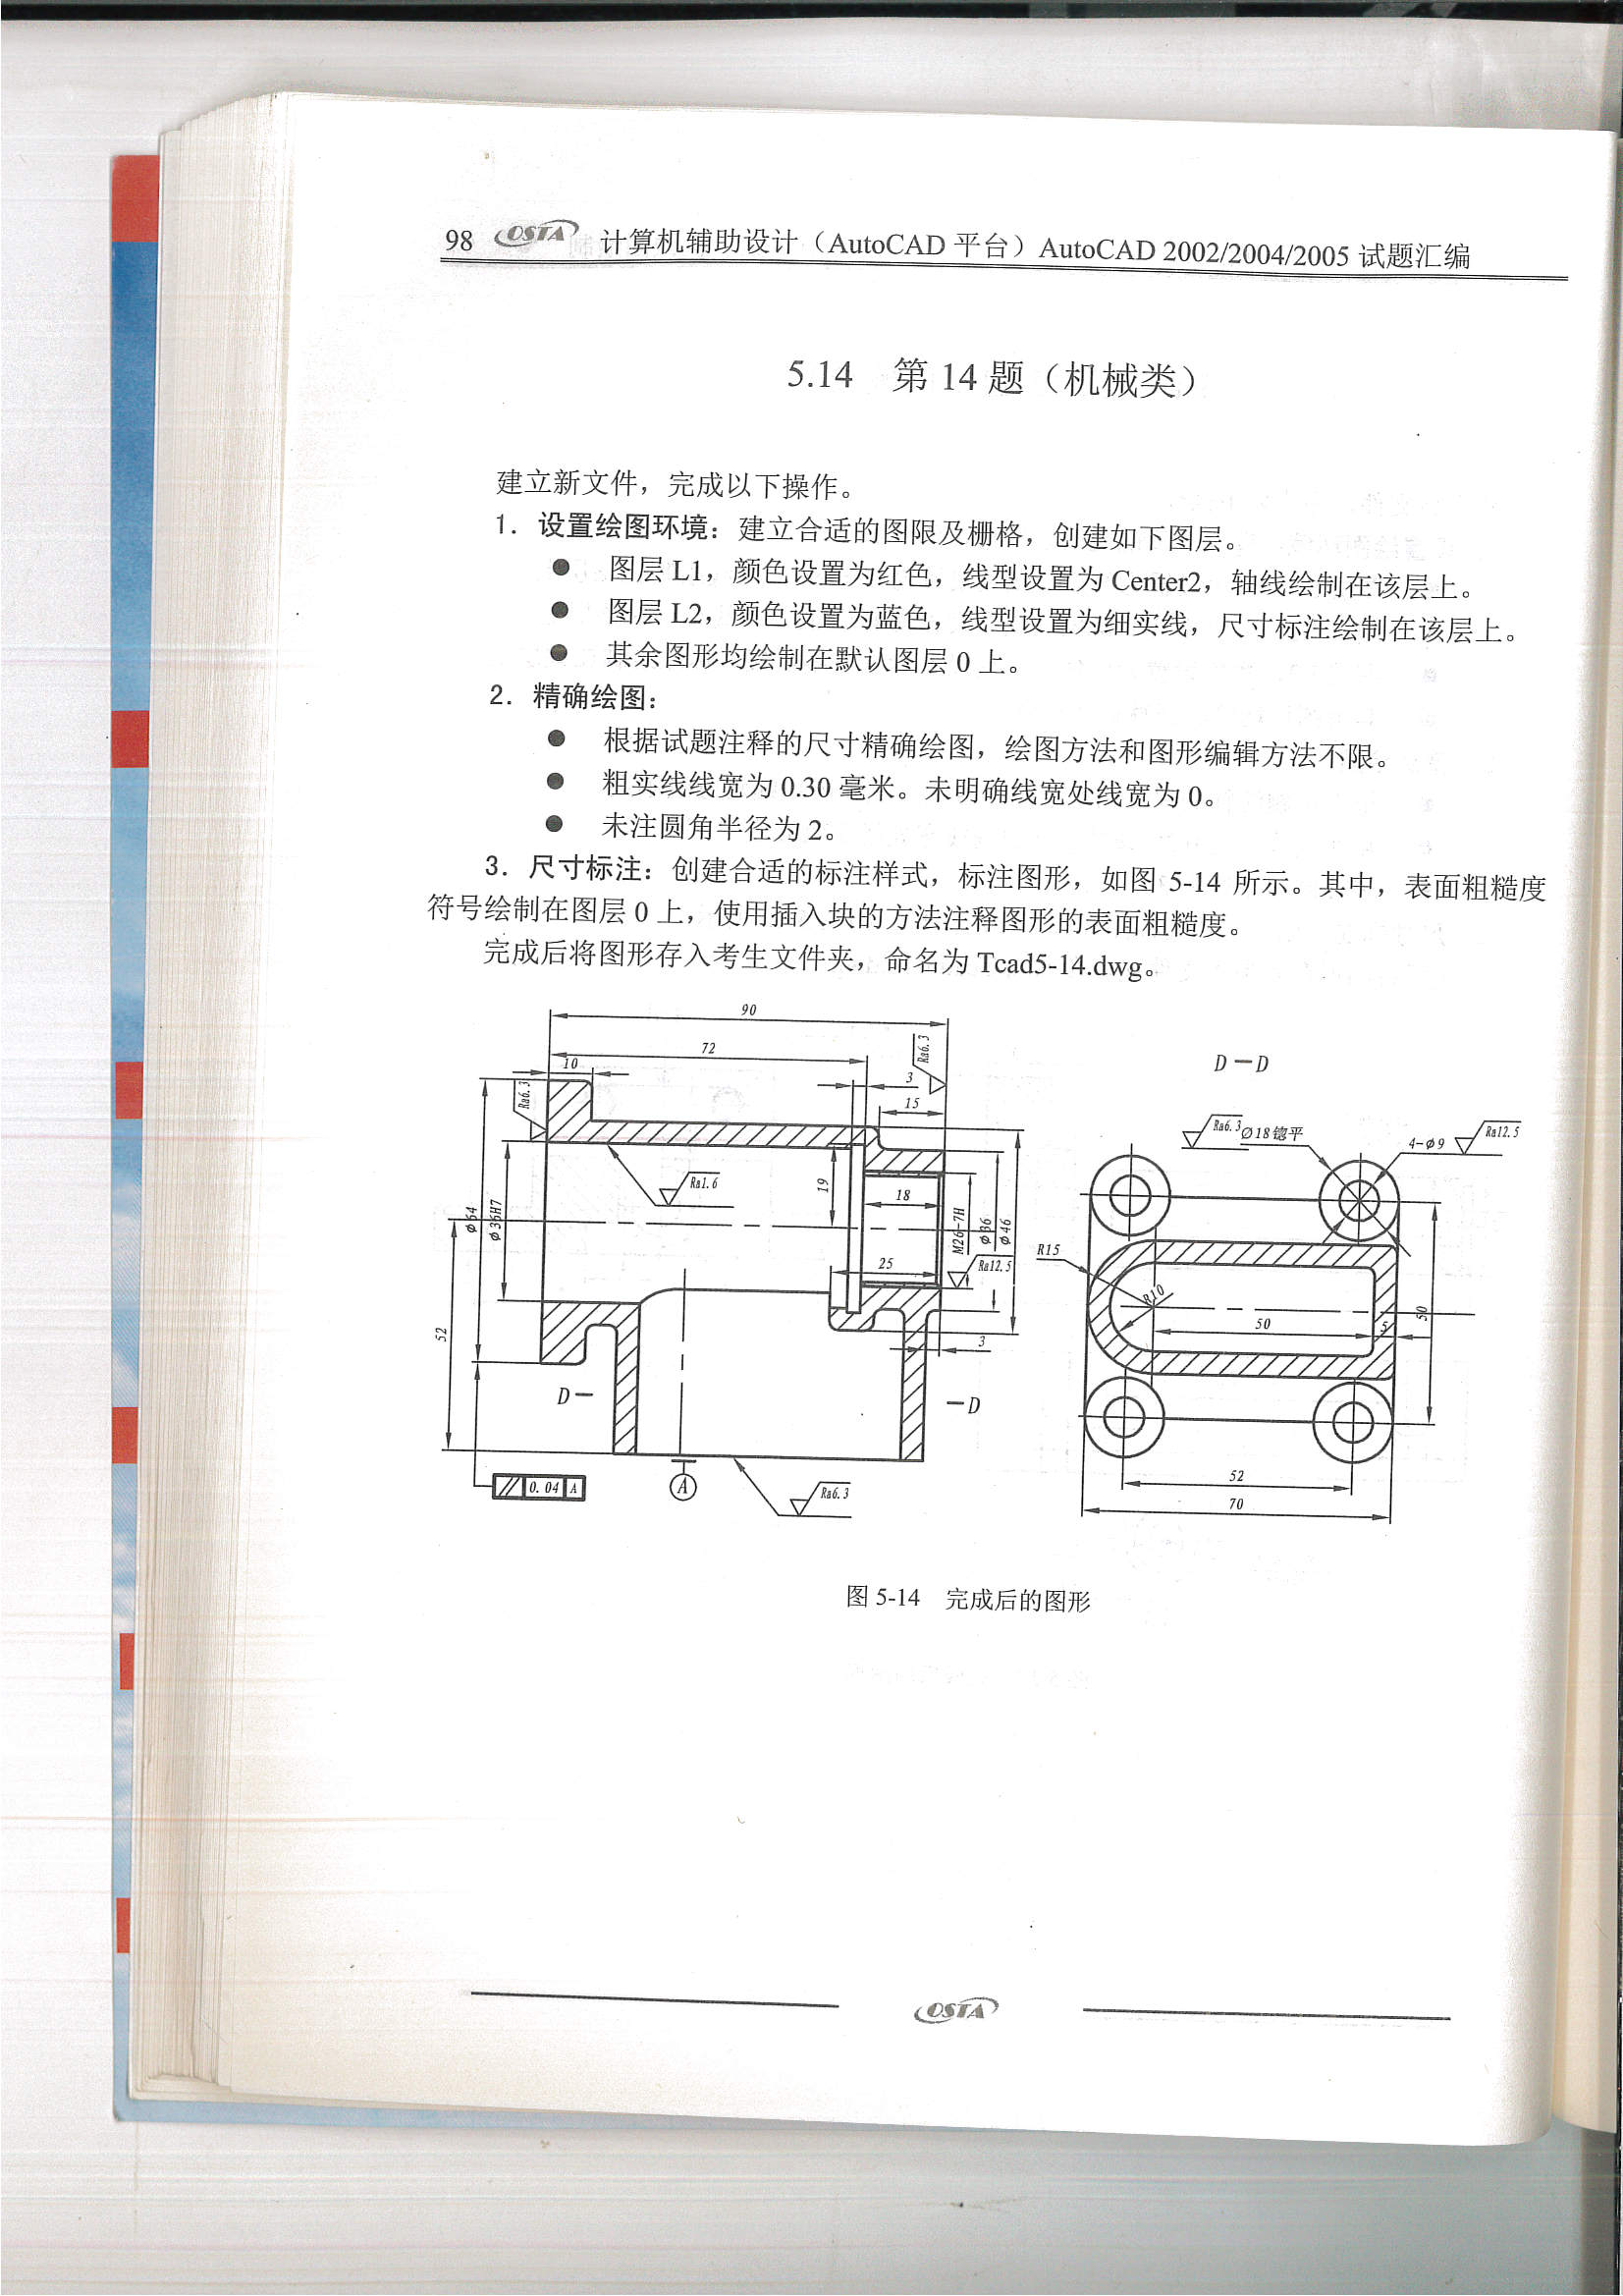 98 OSTA 计算机辅助设计（AutoCAD 平台）AutoCAD 2002/2004/2005 试题汇编
5.14 第 14 题（机械类）
建立新文件，完成以下操作。
1. 设置绘图环境：建立合适的图限及栅格，创建如下图层。
● 图层 L1，颜色设置为红色，线型设置为 Center2，轴线绘制在该层上。
● 图层 L2，颜色设置为蓝色，线型设置为细实线，尺寸标注绘制在该层上。
● 其余图形均绘制在默认图层 0 上。
2. 精确绘图：
● 根据试题注释的尺寸精确绘图，绘图方法和图形编辑方法不限。
● 粗实线线宽为 0.30 毫米。未明确线宽处线宽为 0。
● 未注圆角半径为 2。
3. 尺寸标注：创建合适的标注样式，标注图形，如图 5-14 所示。其中，表面粗糙度
符号绘制在图层 0 上，使用插入块的方法注释图形的表面粗糙度。
完成后将图形存入考生文件夹，命名为 Tcad5-14.dwg。
90
72
10
Ra6.3
3
15
Ra6.3
Ra1.6
19
18
φ64
φ36H7
M26-7H
φ36
φ46
25
Ra12.5
52
3
D
D
0.04 A
A
Ra6.3
D—D
Ra6.3
Ø18锪平
4-φ9
Ra12.5
R15
R10
50
5
50
52
70
图 5-14 完成后的图形
OSTA